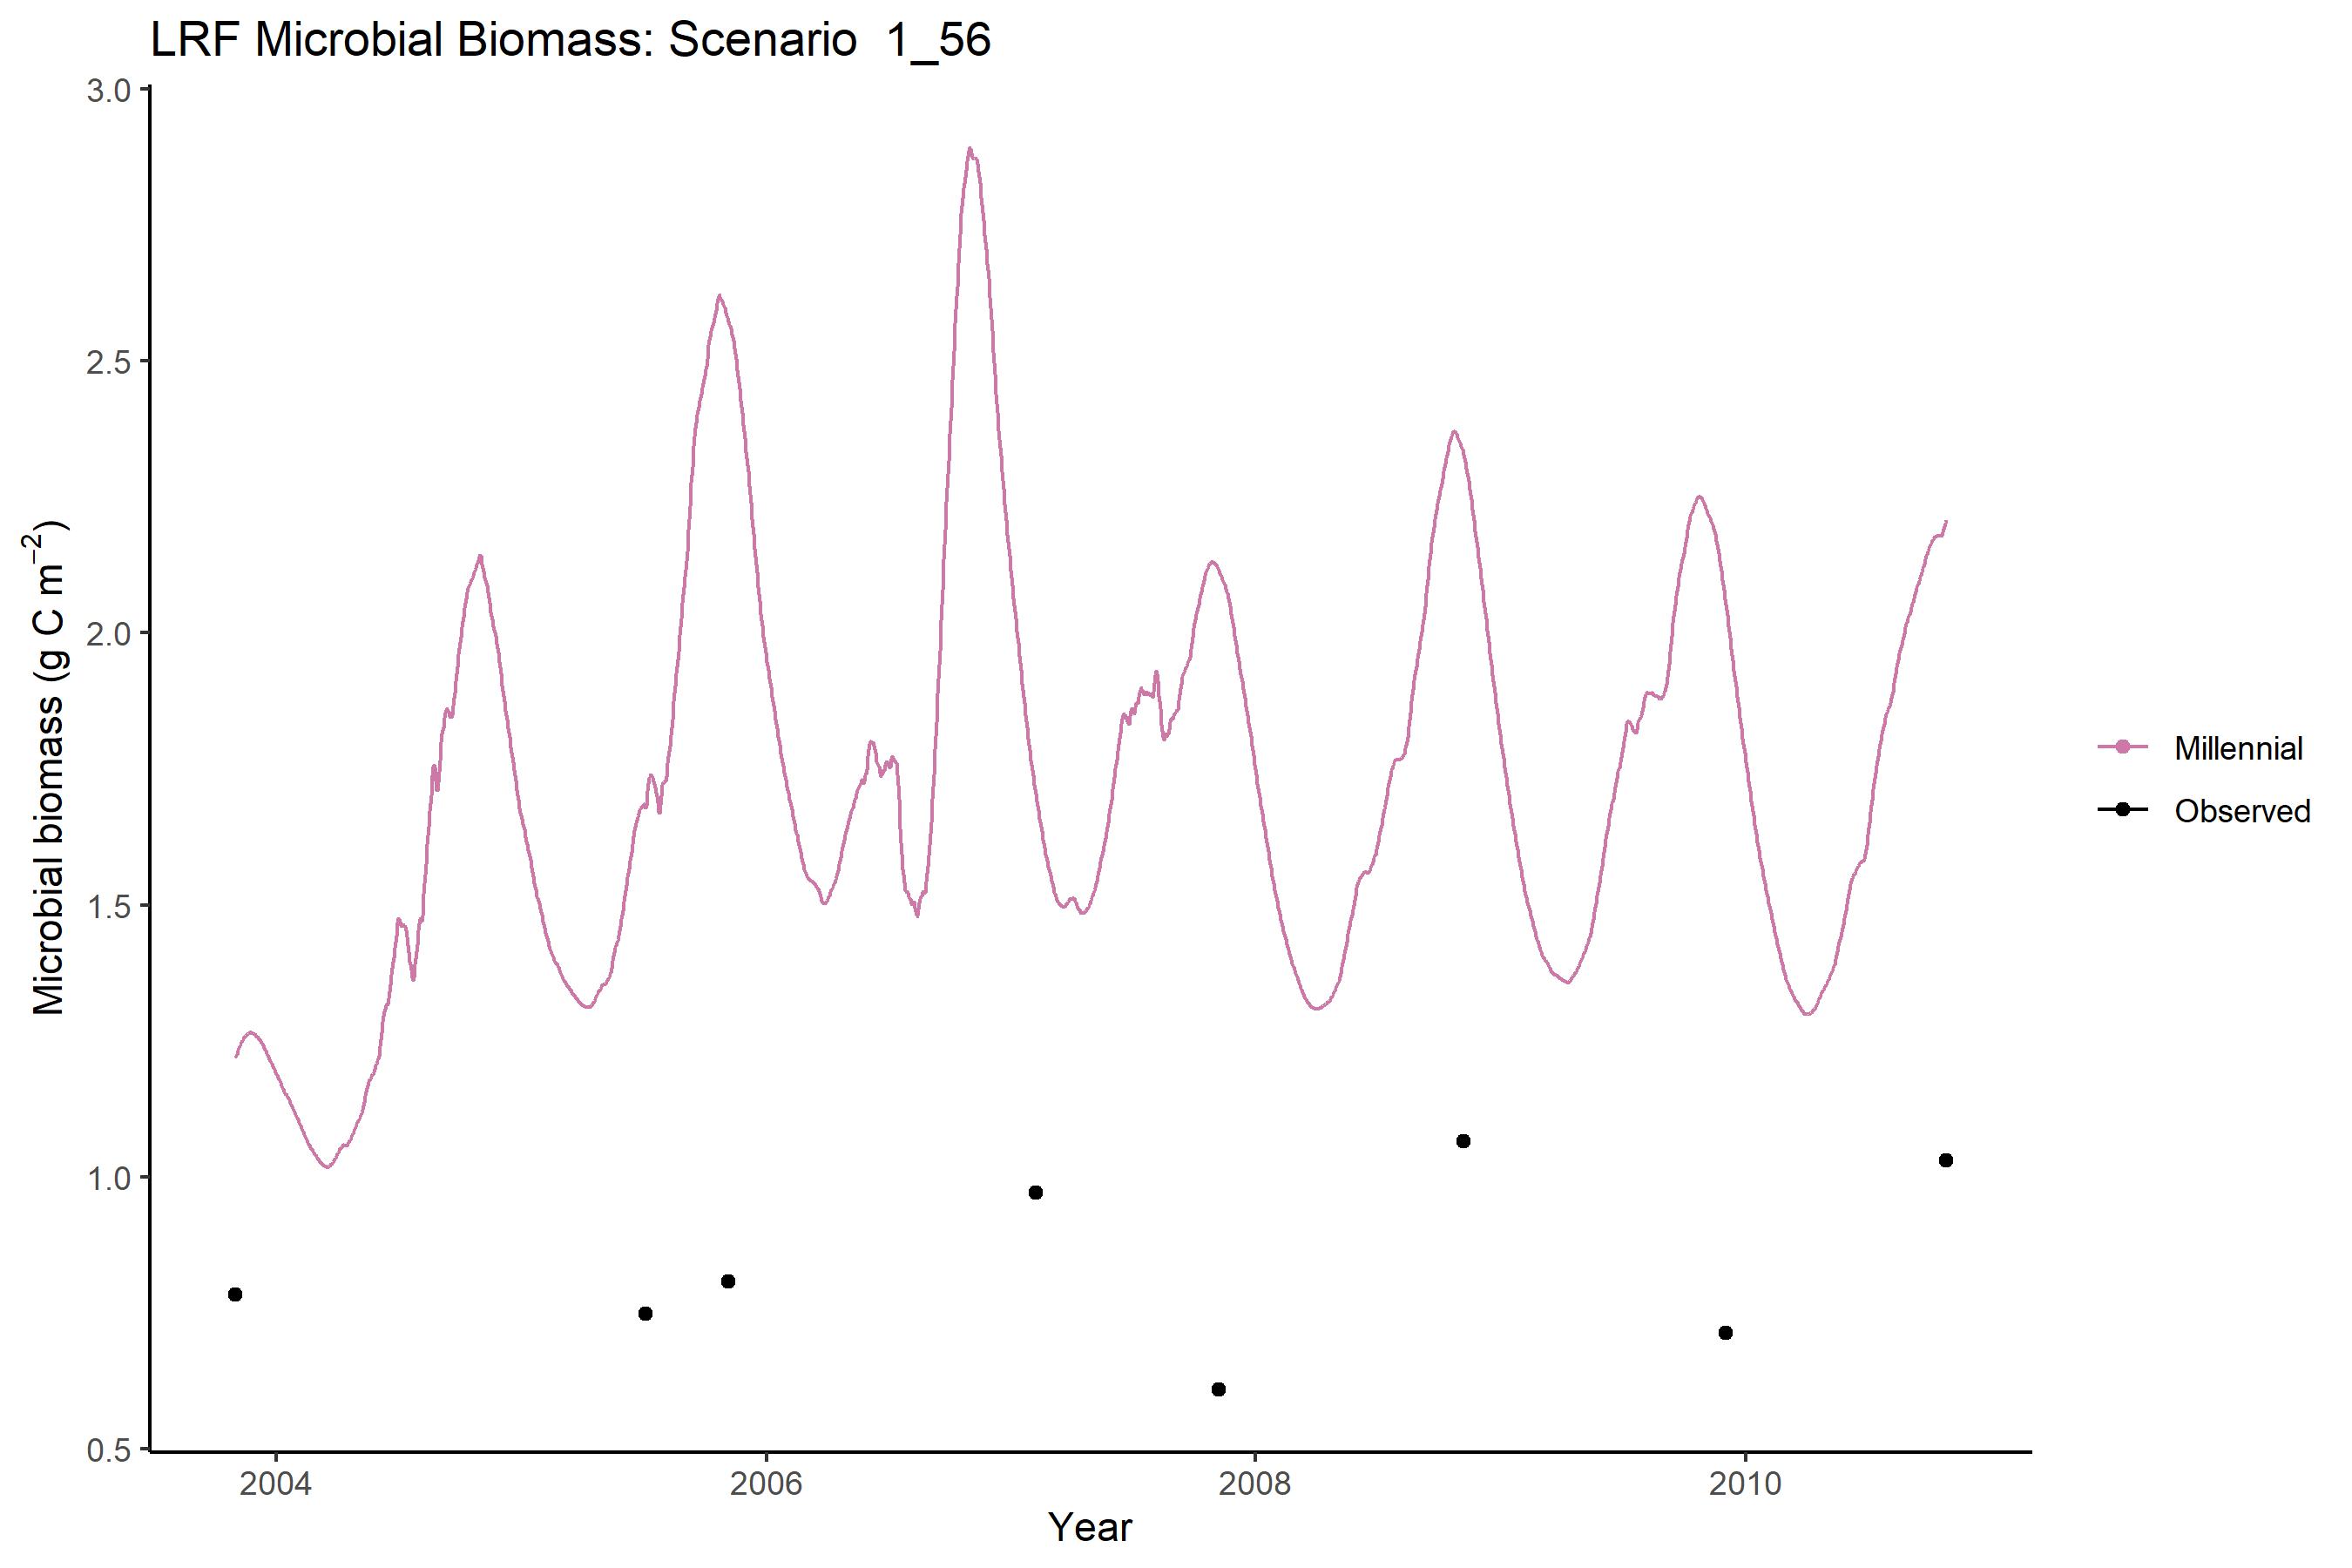 LRF Microbial Biomass: Scenario  1_56
3.0
2.5
2.0
1.5
1.0
0.5
Microbial biomass (g C m⁻²)
2004
2006
2008
2010
Year
Millennial
Observed